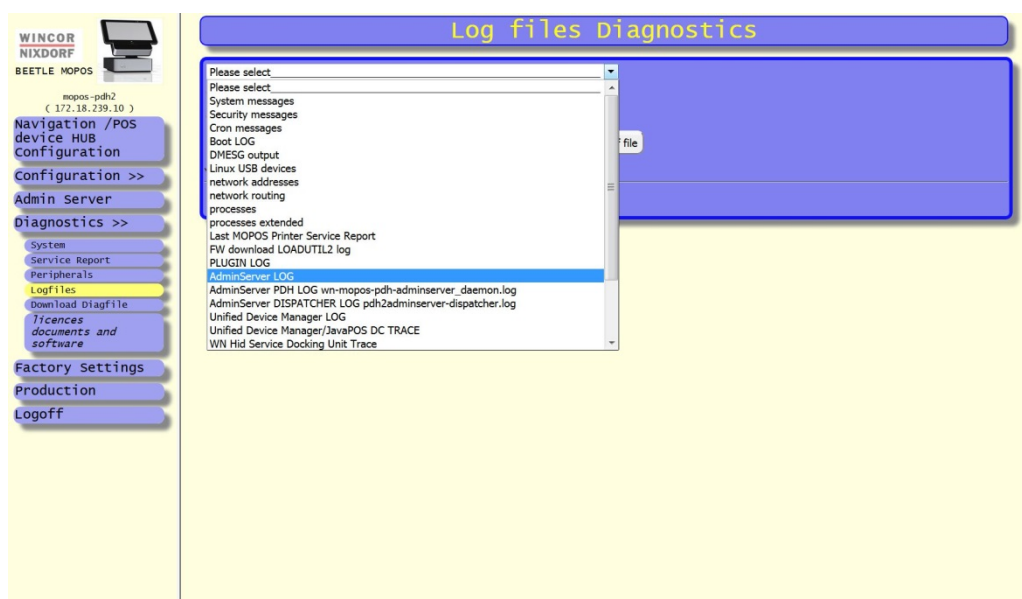 WINCOR
NIXDORF
BEETLE MOPOS
mopos-pdh2
( 172.18.239.10 )
Navigation /POS
device HUB
Configuration
Configuration >>
Admin Server
Diagnostics >>
System
Service Report
Peripherals
Logfiles
Download Diagfile
licences
documents and
software
Factory Settings
Production
Logoff
Log files Diagnostics
Please select
Please select
System messages
Security messages
Cron messages
Boot LOG
DMESG output
Linux USB devices
network addresses
network routing
processes
processes extended
Last MOPOS Printer Service Report
FW download LOADUTIL2 log
PLUGIN LOG
AdminServer LOG
AdminServer PDH LOG wn-mopos-pdh-adminserver_daemon.log
AdminServer DISPATCHER LOG pdh2adminserver-dispatcher.log
Unified Device Manager LOG
Unified Device Manager/JavaPOS DC TRACE
WN Hid Service Docking Unit Trace
file